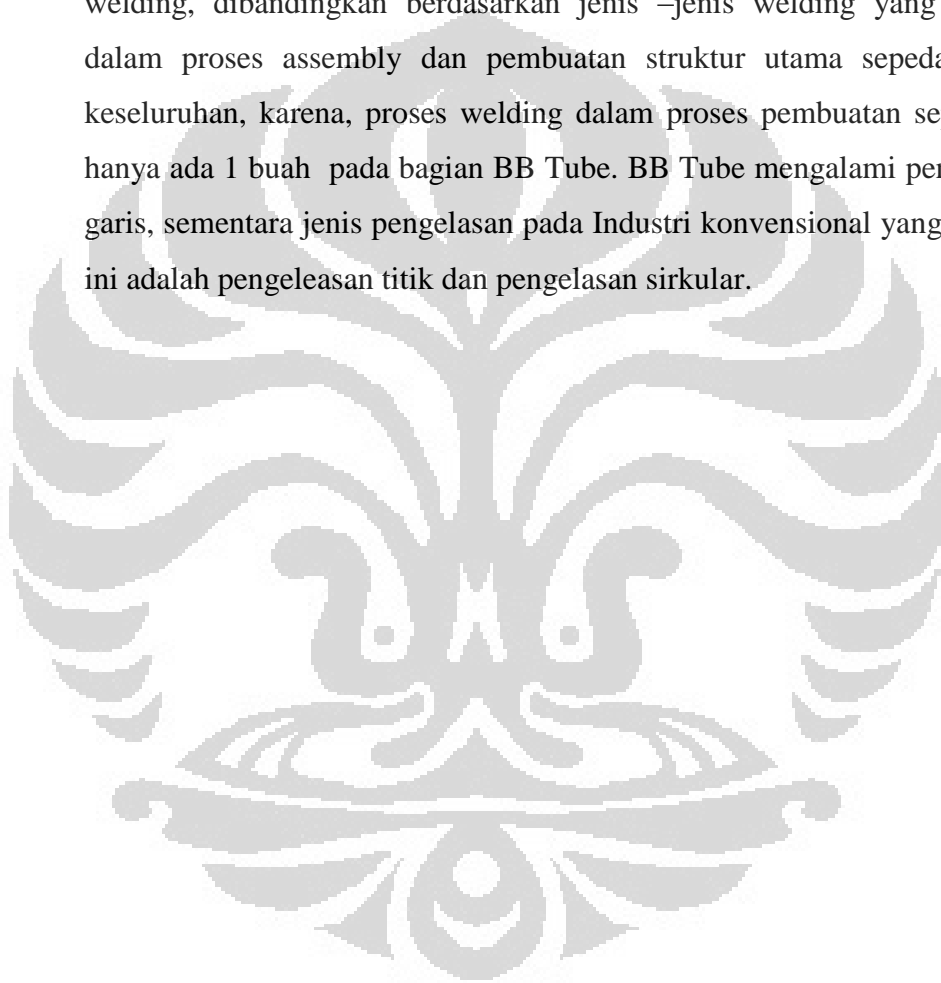 welding, dibandingkan berdasarkan jenis –jenis welding yang
dalam proses assembly dan pembuatan struktur utama sepeda
keseluruhan, karena, proses welding dalam proses pembuatan se
hanya ada 1 buah pada bagian BB Tube. BB Tube mengalami per
garis, sementara jenis pengelasan pada Industri konvensional yang
ini adalah pengeleasan titik dan pengelasan sirkular.